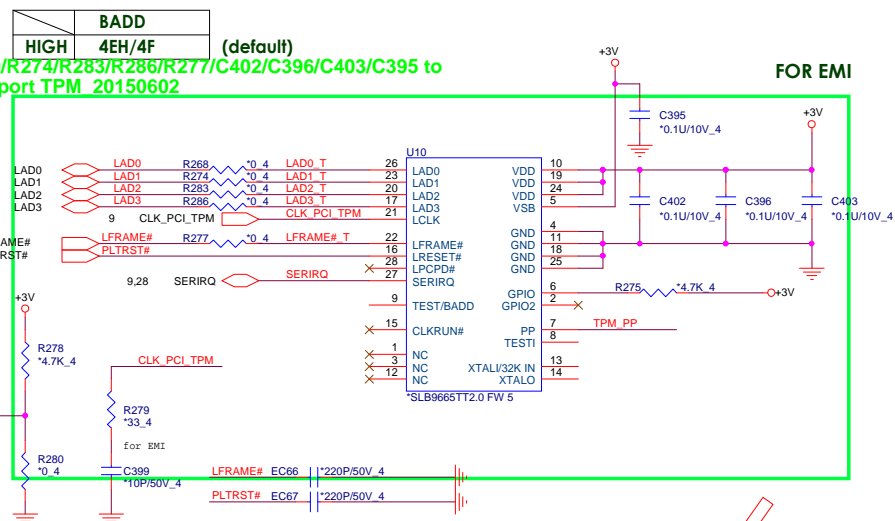 BADD
HIGH 4EH/4F (default)
/R274/R283/R286/R277/C402/C396/C403/C395 to
port TPM_20150602
FOR EMI
+3V
C395
*0.1U/10V_4
+3V
U10
LAD0 LAD0 R268 *0_4 LAD0_T 26 LAD0 VDD 10
LAD1 LAD1 R274 *0_4 LAD1_T 23 LAD1 VDD 19
LAD2 LAD2 R283 *0_4 LAD2_T 20 LAD2 VDD 24
LAD3 LAD3 R286 *0_4 LAD3_T 17 LAD3 VSB 5
9 CLK_PCI_TPM CLK_PCI_TPM 21 LCLK
C402 C396 C403
*0.1U/10V_4 *0.1U/10V_4 *0.1U/10V_4
GND 4
AME# LFRAME# R277 *0_4 LFRAME#_T 22 LFRAME# GND 11
RST# PLTRST# 16 LRESET# GND 18
28 LPCPD# GND 25
9,28 SERIRQ SERIRQ 27 SERIRQ
GPIO 6 R275 *4.7K_4 +3V
9 TEST/BADD GPIO2 2
+3V
15 CLKRUN# PP 7 TPM_PP
TESTI 8
R278
*4.7K_4
1 NC
CLK_PCI_TPM 3 NC XTALI/32K IN 13
12 NC XTALO 14
*SLB9665TT2.0 FW 5
R279
*33_4
for EMI
R280
*0_4
C399
*10P/50V_4
LFRAME# EC66 *220P/50V_4
PLTRST# EC67 *220P/50V_4